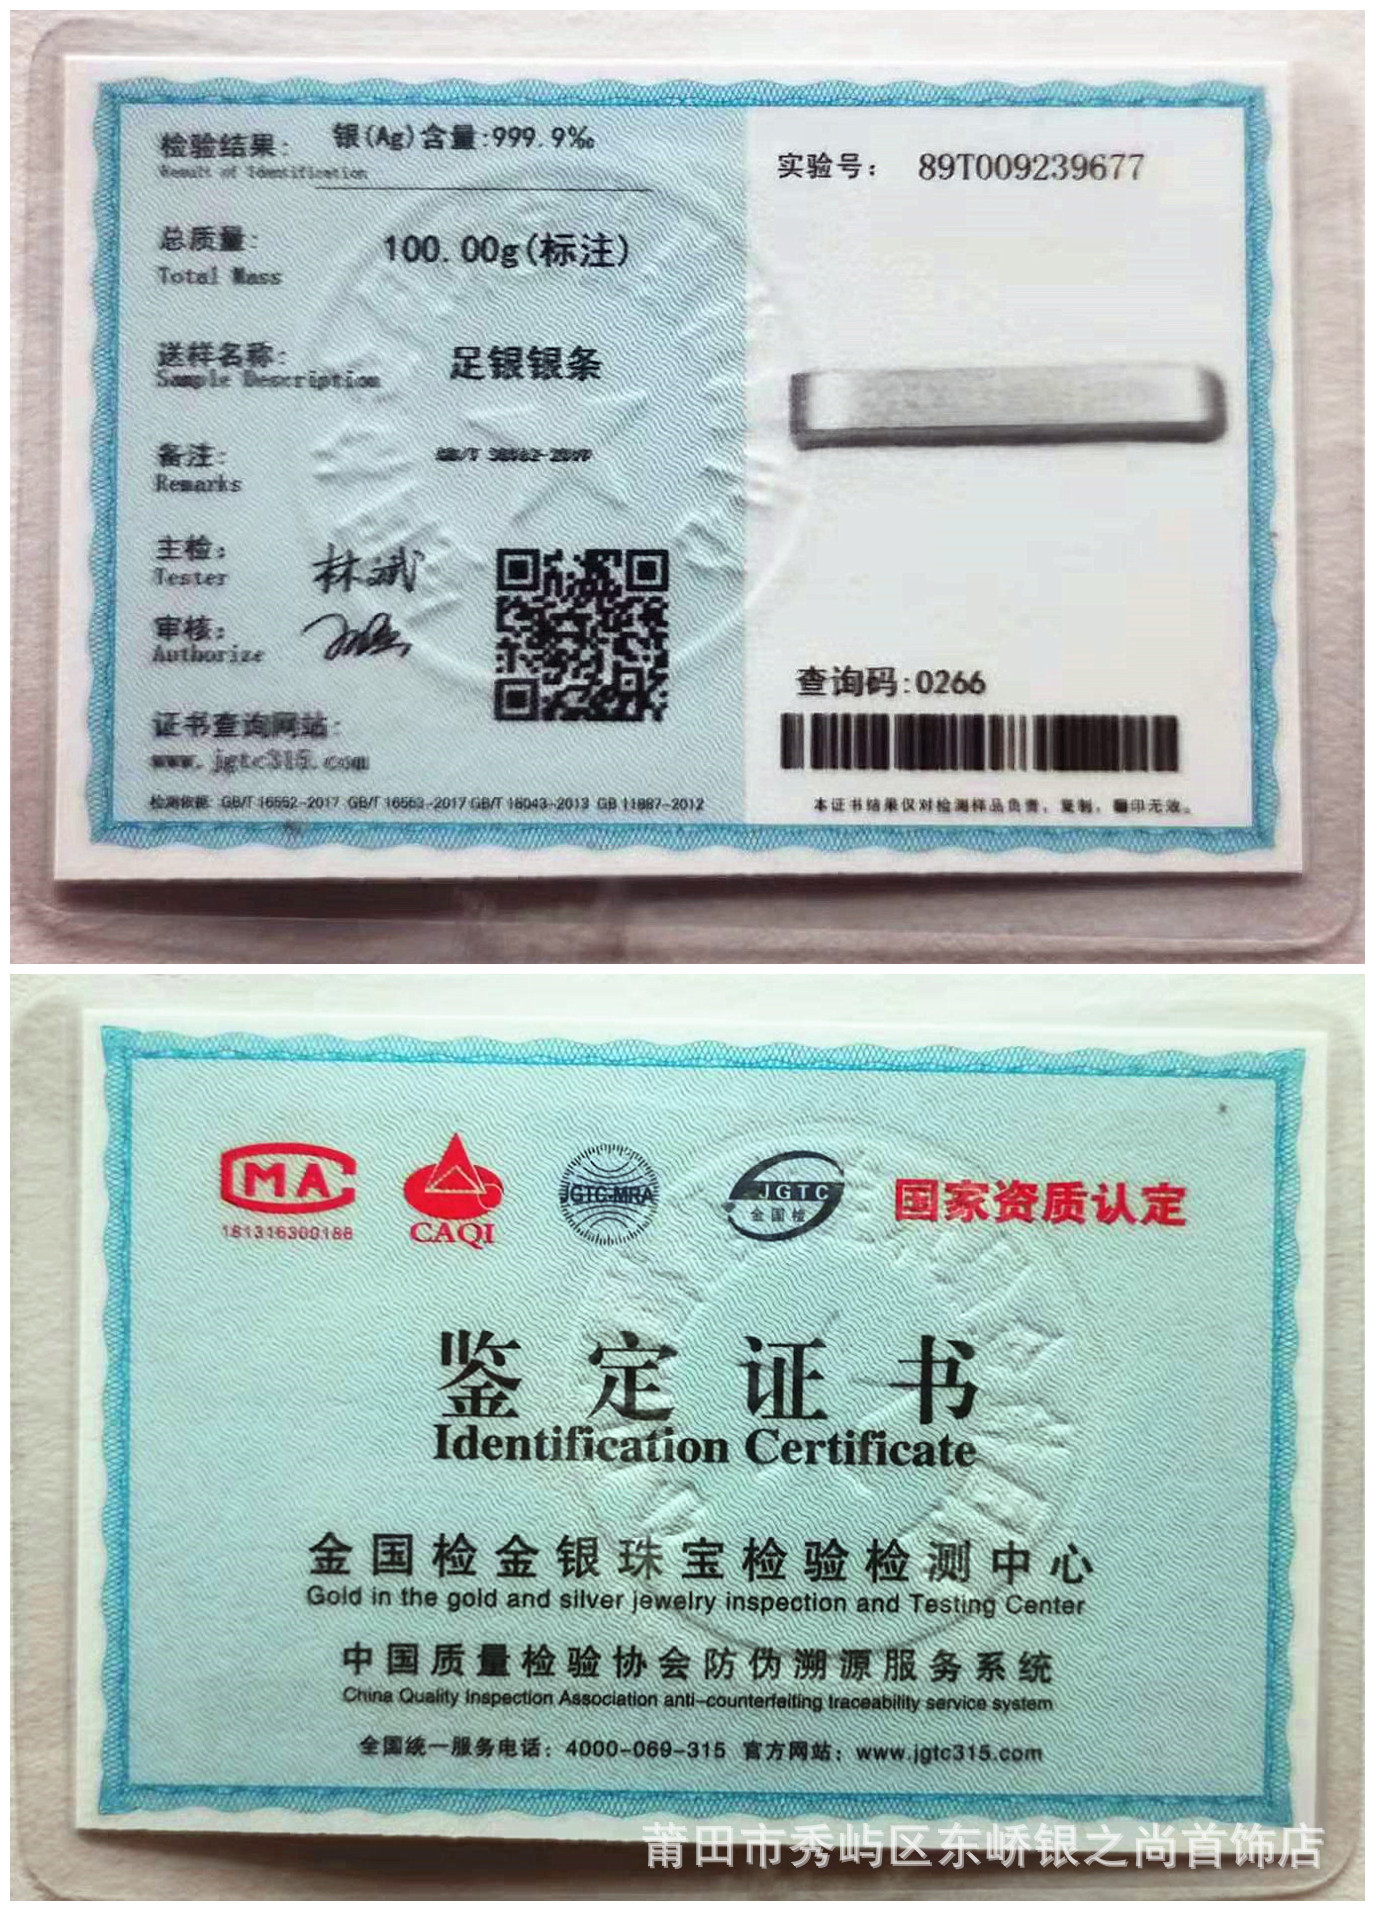 检验结果: 银(Ag)含量:999.9‰
Result of Identification
总质量: 100.00g(标注)
Total Mass
送样名称: 足银银条
Sample Description
备注:
Remarks
主检: 林斌
Tester
审核:
Authorize
证书查询网站:
www.jgtc315.com
检测依据: GB/T 16552-2017 GB/T 16553-2017 GB/T 18043-2013 GB 11887-2012
实验号: 89T009239677
查询码:0266
本证书结果仅对检测样品负责,复制,翻印无效。
CMA
181316300188
CAQI
JGTC-MRA
JGTC
金国检
国家资质认定
鉴定证书
Identification Certificate
金国检金银珠宝检验检测中心
Gold in the gold and silver jewelry inspection and Testing Center
中国质量检验协会防伪溯源服务系统
China Quality Inspection Association anti-counterfeiting traceability service system
全国统一服务电话:4000-069-315 官方网站:www.jgtc315.com
莆田市秀屿区东峤银之尚首饰店